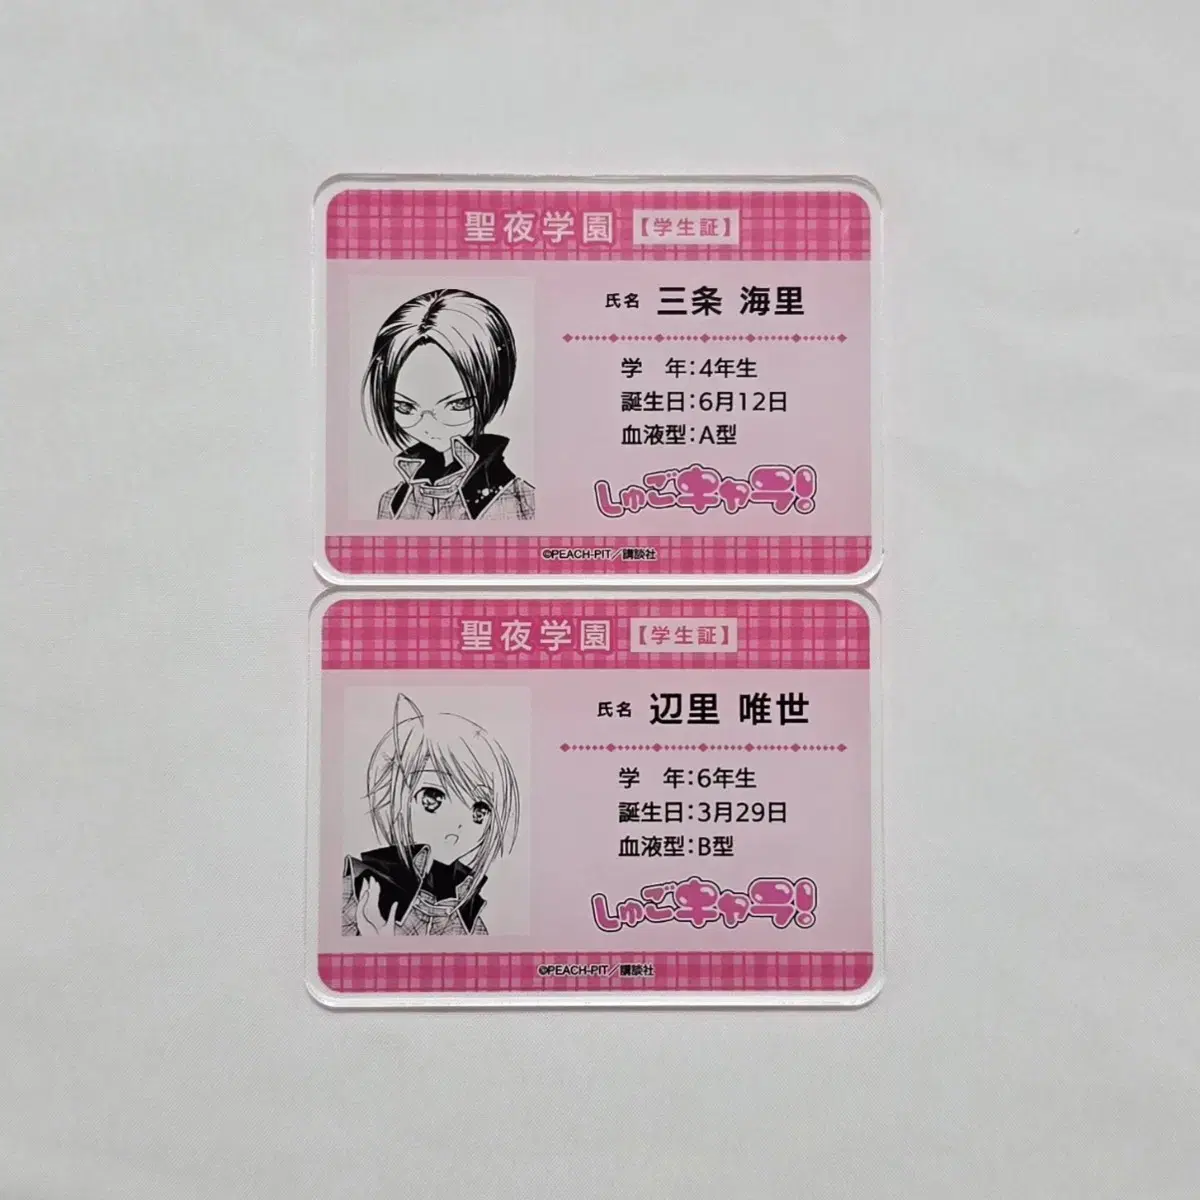 聖夜学園【学生証】
氏名 三条 海里
学 年:4年生
誕生日:6月12日
血液型:A型
しゅごキャラ!
©PEACH-PIT/講談社
聖夜学園【学生証】
氏名 辺里 唯世
学 年:6年生
誕生日:3月29日
血液型:B型
しゅごキャラ!
©PEACH-PIT/講談社